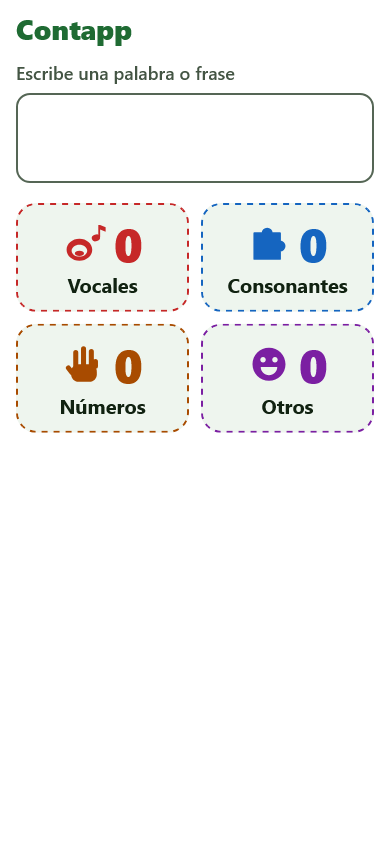 Contapp
Escribe una palabra o frase
0
Vocales
0
Consonantes
0
Números
0
Otros